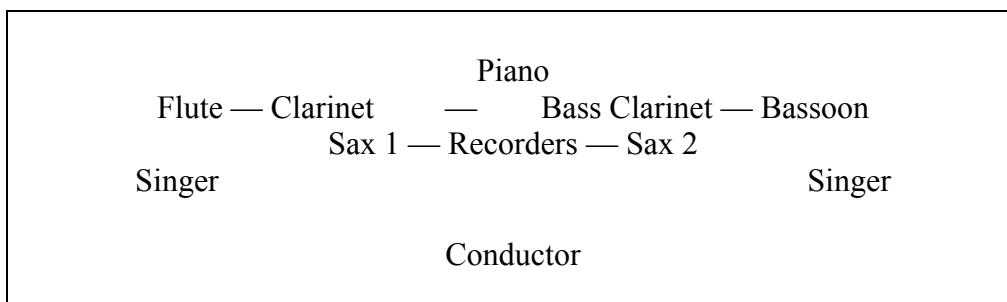 Piano
Flute — Clarinet — Bass Clarinet — Bassoon
Sax 1 — Recorders — Sax 2
Singer Singer
Conductor